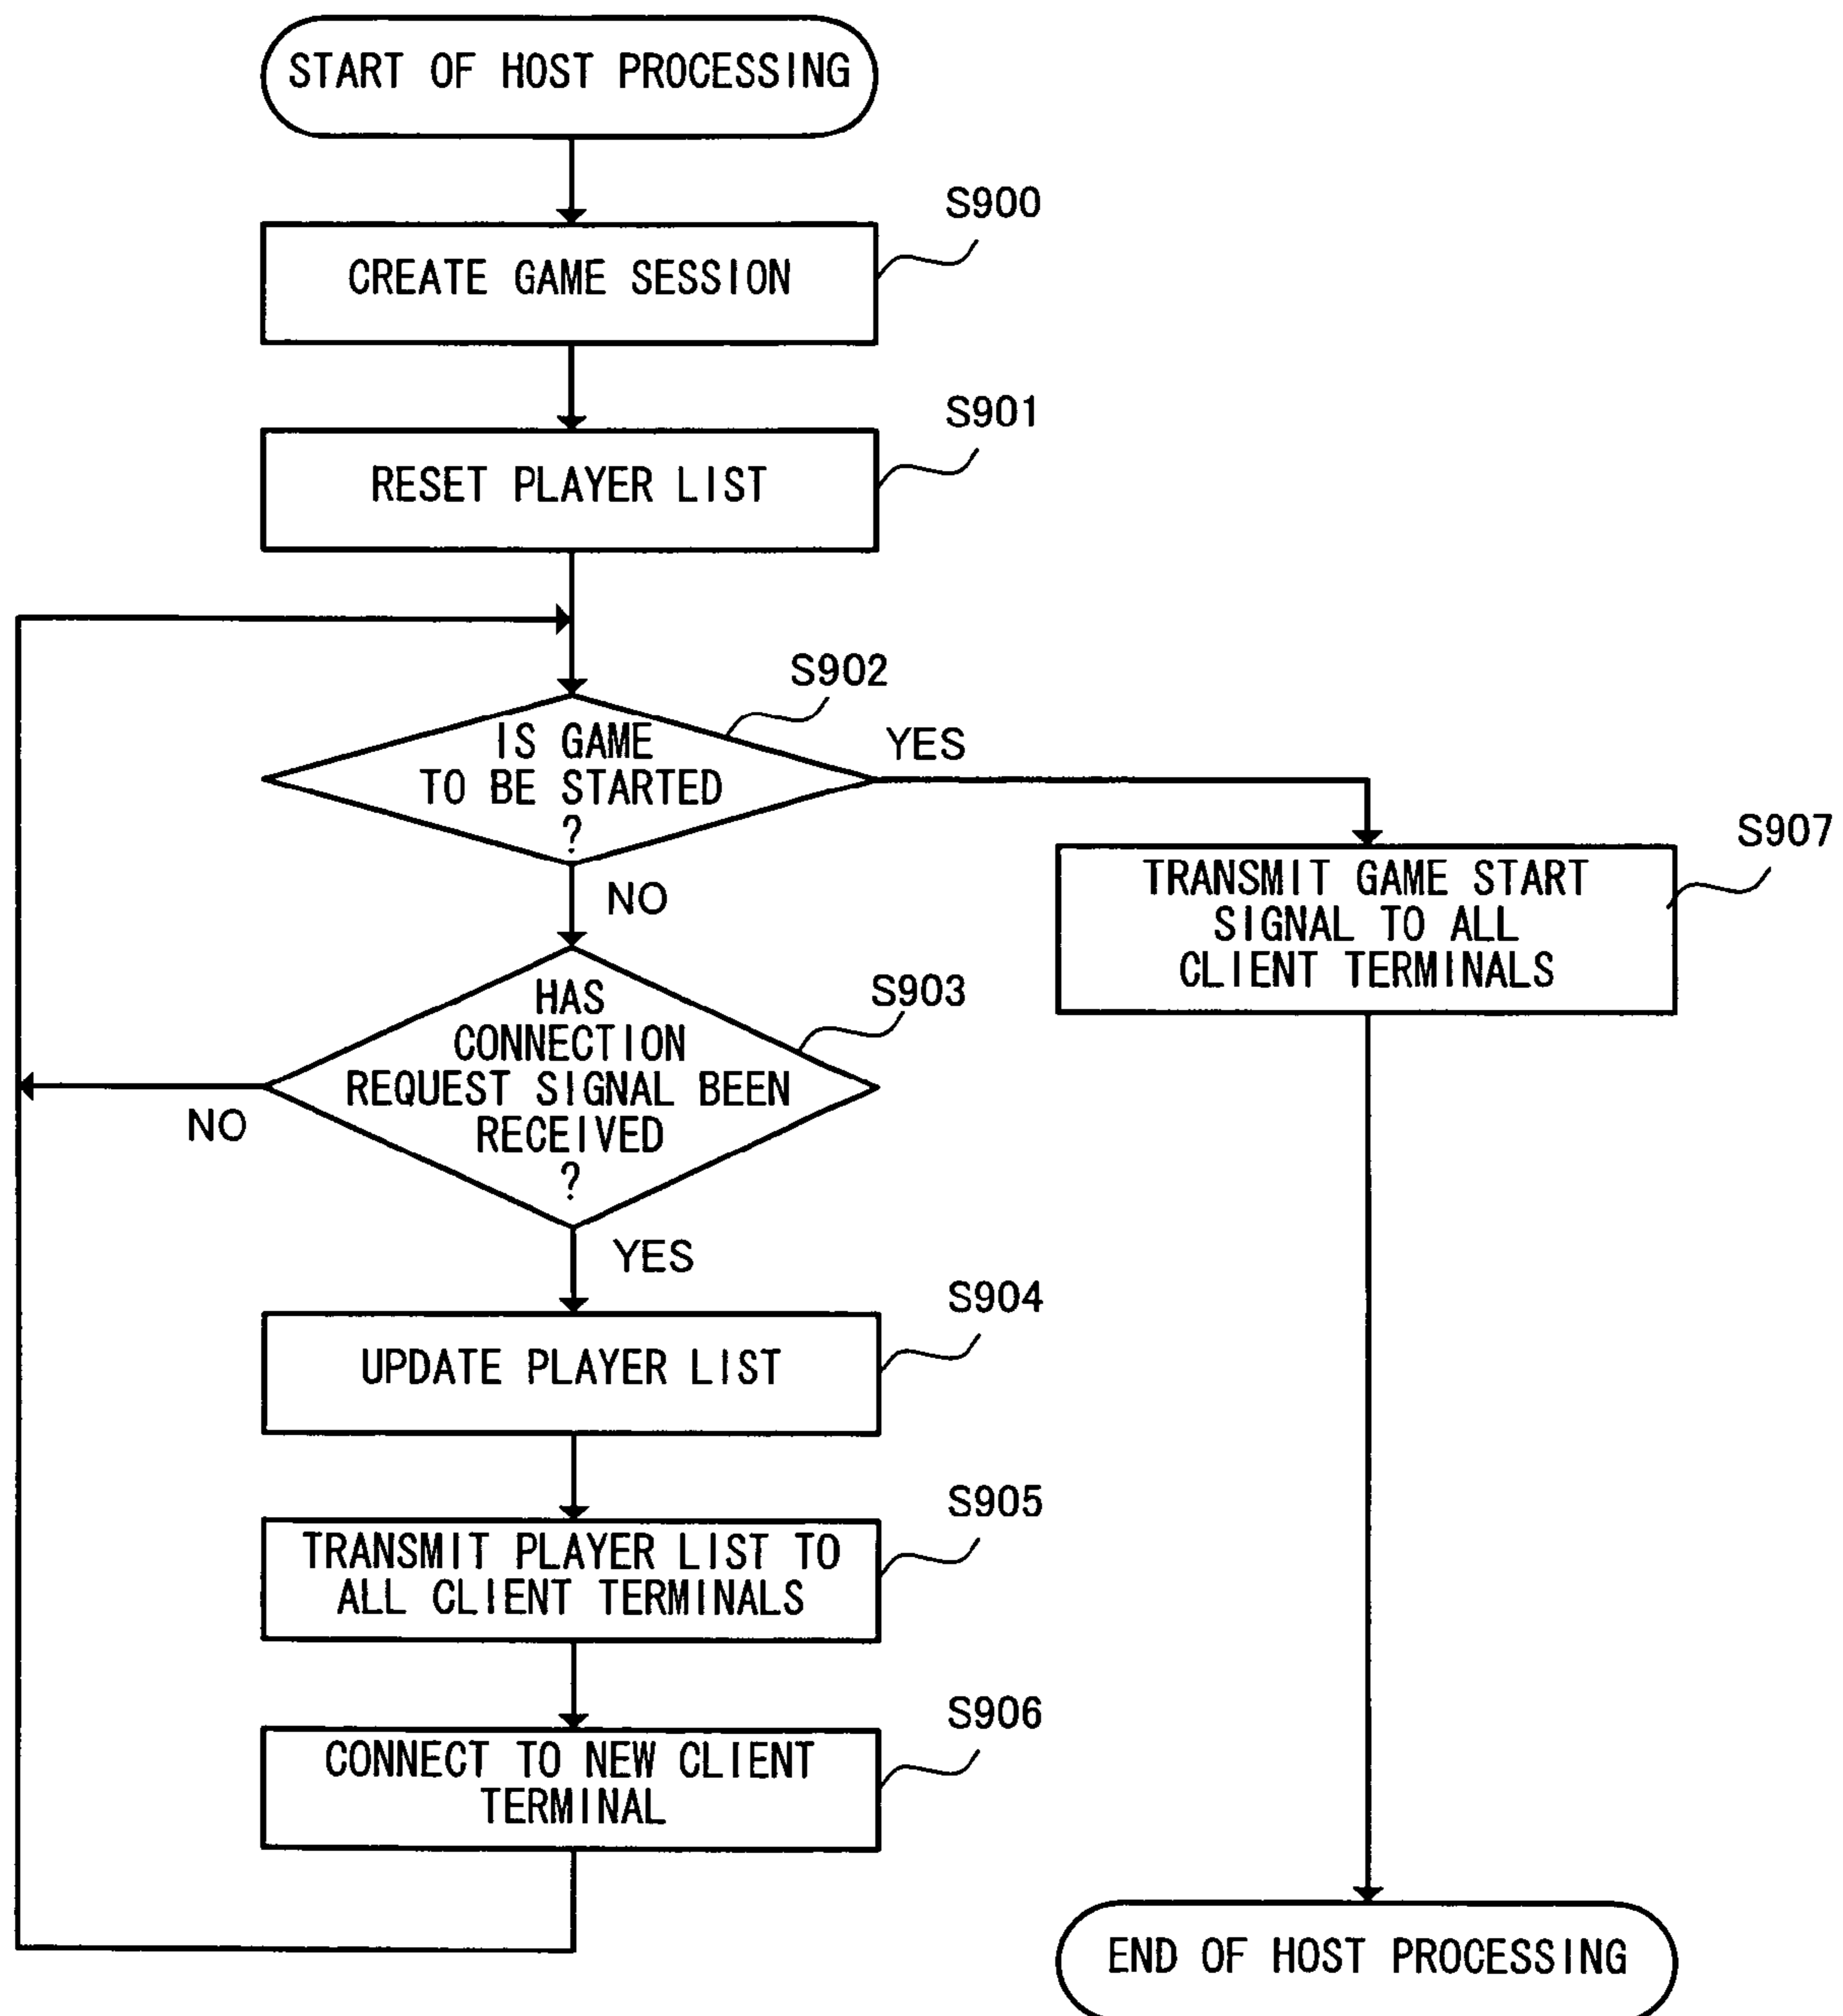 START OF HOST PROCESSING
S900
CREATE GAME SESSION
S901
RESET PLAYER LIST
S902
IS GAME
TO BE STARTED
?
YES
NO
S907
TRANSMIT GAME START
SIGNAL TO ALL
CLIENT TERMINALS
S903
HAS
CONNECTION
REQUEST SIGNAL BEEN
RECEIVED
?
NO
YES
S904
UPDATE PLAYER LIST
S905
TRANSMIT PLAYER LIST TO
ALL CLIENT TERMINALS
S906
CONNECT TO NEW CLIENT
TERMINAL
END OF HOST PROCESSING